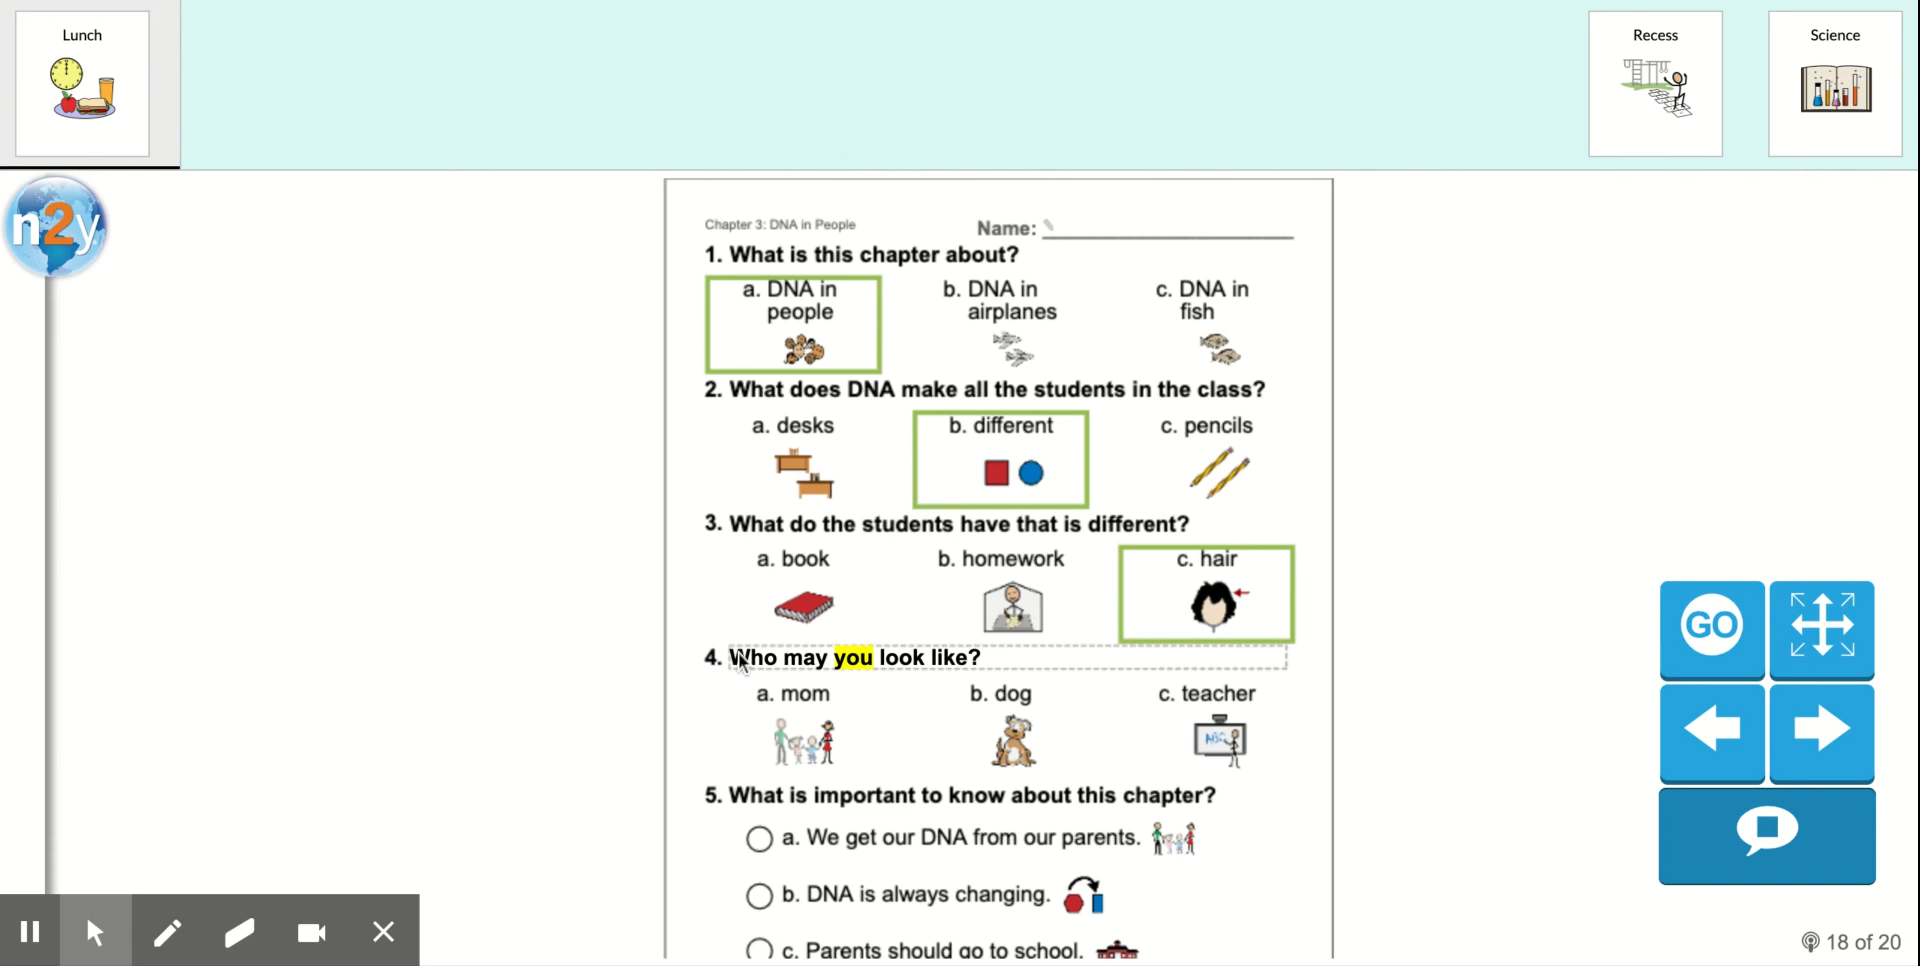 Lunch
Recess
Science
n2y
Chapter 3: DNA in People
Name:
1. What is this chapter about?
a. DNA in people
b. DNA in airplanes
c. DNA in fish
2. What does DNA make all the students in the class?
a. desks
b. different
c. pencils
3. What do the students have that is different?
a. book
b. homework
c. hair
4. Who may you look like?
a. mom
b. dog
c. teacher
ABC
5. What is important to know about this chapter?
a. We get our DNA from our parents.
b. DNA is always changing.
c. Parents should go to school.
GO
18 of 20